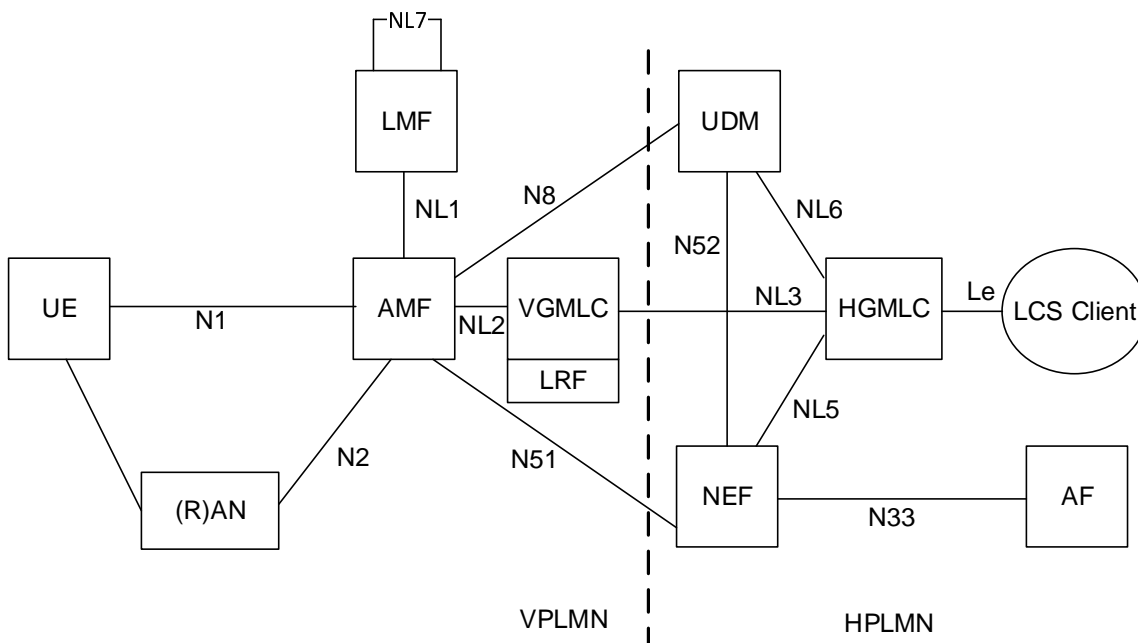 NL7
LMF
UDM
NL1
N8
NL6
N52
UE
N1
AMF
NL2
VGMLC
LRF
NL3
HGMLC
Le
LCS Client
NL5
N2
N51
(R)AN
NEF
N33
AF
VPLMN
HPLMN